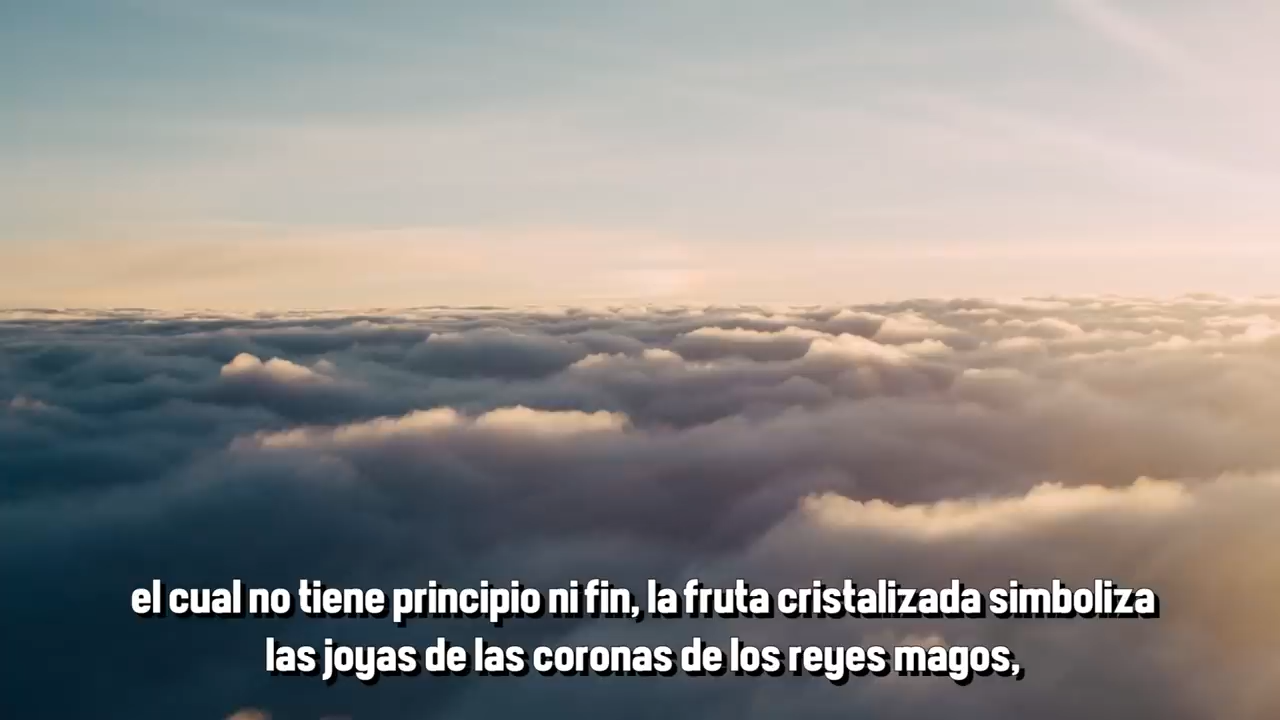 el cual no tiene principio ni fin, la fruta cristalizada simboliza
las joyas de las coronas de los reyes magos,